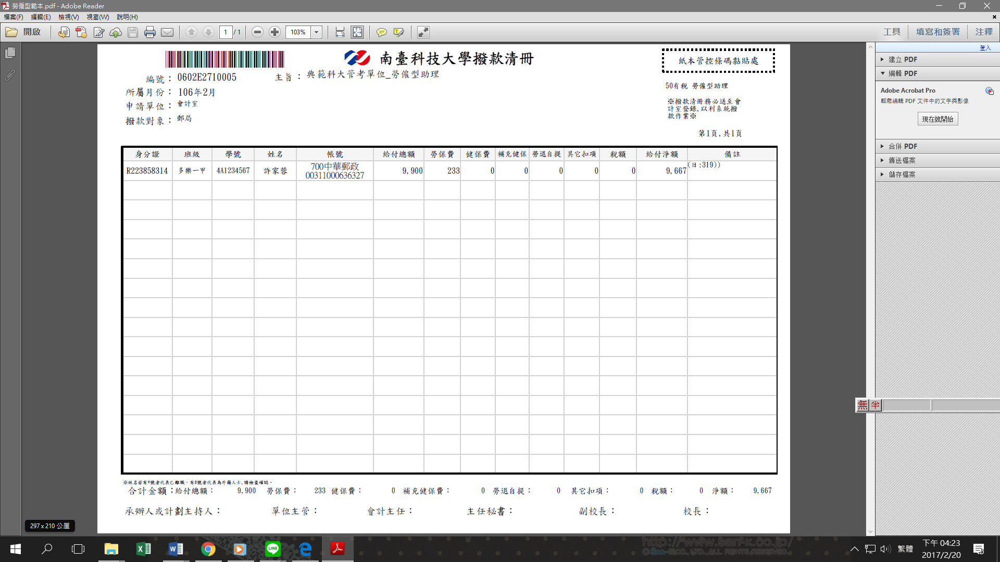 勞僱型範本.pdf - Adobe Reader
檔案(F) 編輯(E) 檢視(V) 視窗(W) 說明(H)
開啟 1 / 1 103% 工具 填寫和簽署 注釋
登入
建立 PDF
編輯 PDF
Adobe Acrobat Pro
輕鬆編輯 PDF 文件中的文字與影像
現在就開始
合併 PDF
傳送檔案
儲存檔案
南臺科技大學撥款清冊
紙本管控條碼黏貼處
編號： 0602E2710005 主旨： 典範科大管考單位_勞僱型助理
所屬月份： 106年2月
申請單位： 會計室
撥款對象： 郵局
50有稅 勞僱型助理
※撥款清冊務必送至會
計室登錄,以利系統撥
款作業※
第1頁,共1頁
身分證 班級 學號 姓名 帳號 給付總額 勞保費 健保費 補充健保 勞退自提 其它扣項 稅額 給付淨額 備註
R223858314 多樂一甲 4A1234567 許家蓉 700中華郵政 00311000636327 9,900 233 0 0 0 0 0 9,667 (日:319))
※姓名若有*號者代表已離職，有#號者代表為外籍人士,請檢查確認。
合計金額：給付總額： 9,900 勞保費： 233 健保費： 0 補充健保費： 0 勞退自提： 0 其它扣項： 0 稅額： 0 淨額： 9,667
承辦人或計劃主持人： 單位主管： 會計主任： 主任秘書： 副校長： 校長：
無 半
297 x 210 公厘
http://www.san-x.co.jp/
©San-X CO., LTD. ALL RIGHTS RESERVED.
LINE
繁體
下午 04:23
2017/2/20